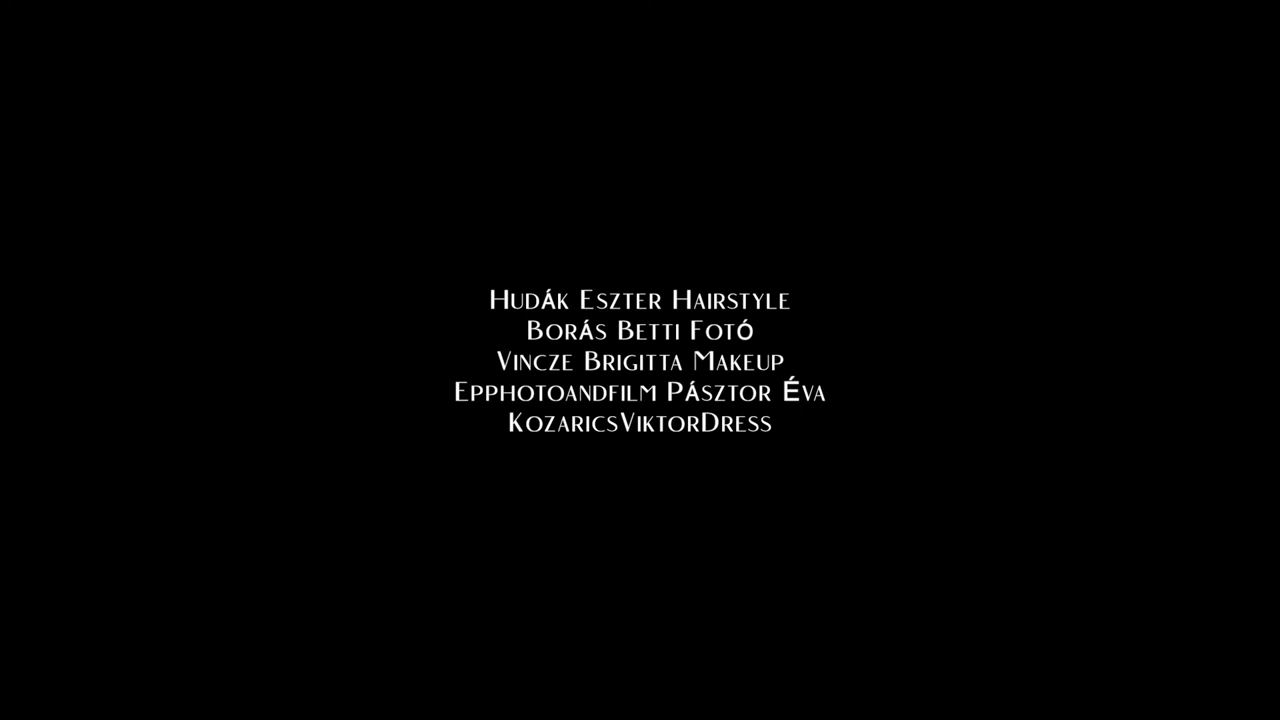 Hudák Eszter Hairstyle
Borás Betti Fotó
Vincze Brigitta Makeup
Epphotoandfilm Pásztor Éva
KozaricsViktorDress